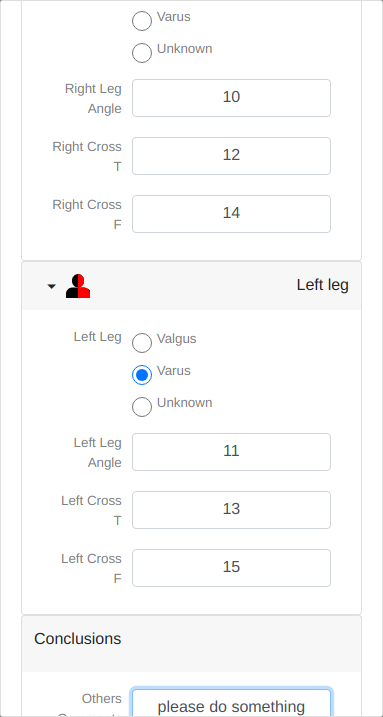 Varus
Unknown
Right Leg
Angle
10
Right Cross
T
12
Right Cross
F
14
Left leg
Left Leg
Valgus
Varus
Unknown
Left Leg
Angle
11
Left Cross
T
13
Left Cross
F
15
Conclusions
Others
please do something